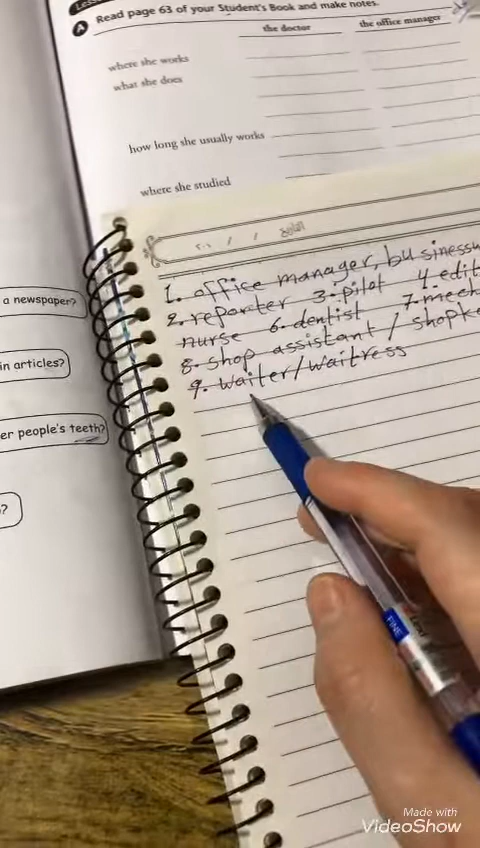 A Read page 63 of your Student's Book and make notes.
the doctor the office manager
where she works
what she does
how long she usually works
where she studied
a newspaper?
in articles?
er people's teeth?
1. office manager, businessw
2. reporter 3. pilot 4. edit
nurse 6. dentist 7. mech
8. shop assistant / shopke
9. waiter/waitress
FINE
Made with
VideoShow